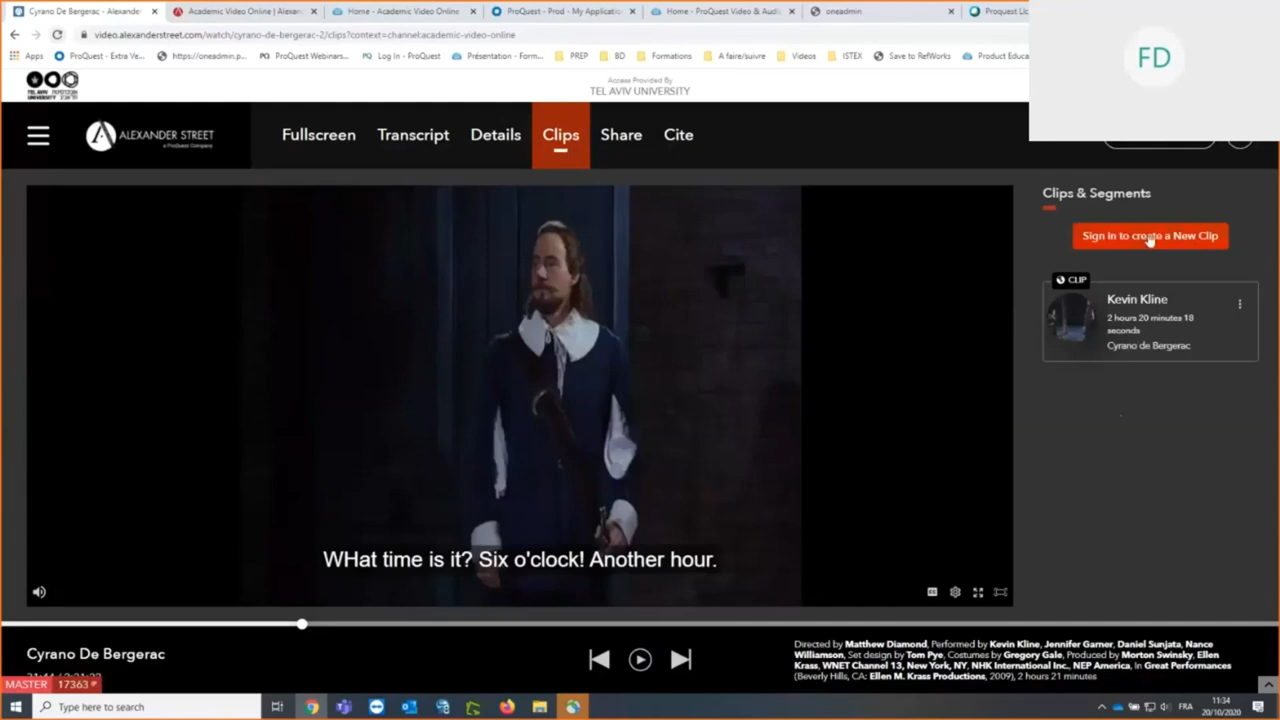 Cyrano De Bergerac - Alexander
Academic Video Online | Alexan
Home - Academic Video Online
ProQuest - Prod - My Applicatio
Home - ProQuest Video & Audi
oneadmin
Proquest Lic
video.alexanderstreet.com/watch/cyrano-de-bergerac-2/clips?context=channel:academic-video-online
Apps
ProQuest - Extra Ve...
https://oneadmin.p...
ProQuest Webinars...
Log In - ProQuest
Présentation - Form...
PREP
BD
Formations
A faire/suivre
Videos
ISTEX
Save to RefWorks
Product Educa
FD
TEL AVIV
UNIVERSITY
Access Provided By
TEL AVIV UNIVERSITY
ALEXANDER STREET
a ProQuest Company
Fullscreen
Transcript
Details
Clips
Share
Cite
Clips & Segments
Sign in to create a New Clip
CLIP
Kevin Kline
2 hours 20 minutes 18
seconds
Cyrano de Bergerac
WHat time is it? Six o'clock! Another hour.
Cyrano De Bergerac
Directed by Matthew Diamond, Performed by Kevin Kline, Jennifer Garner, Daniel Sunjata, Nance
Williamson, Set design by Tom Pye, Costumes by Gregory Gale, Produced by Morton Swinsky, Ellen
Krass, WNET Channel 13, New York, NY, NHK International Inc., NEP America, In Great Performances
(Beverly Hills, CA: Ellen M. Krass Productions, 2009), 2 hours 21 minutes
MASTER 17363
Type here to search
FRA
11:34
20/10/2020